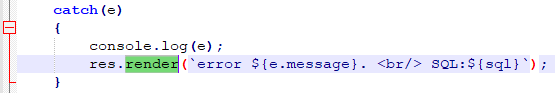 catch(e)
{
console.log(e);
res.render(`error ${e.message}. <br/> SQL:${sql}`);
}